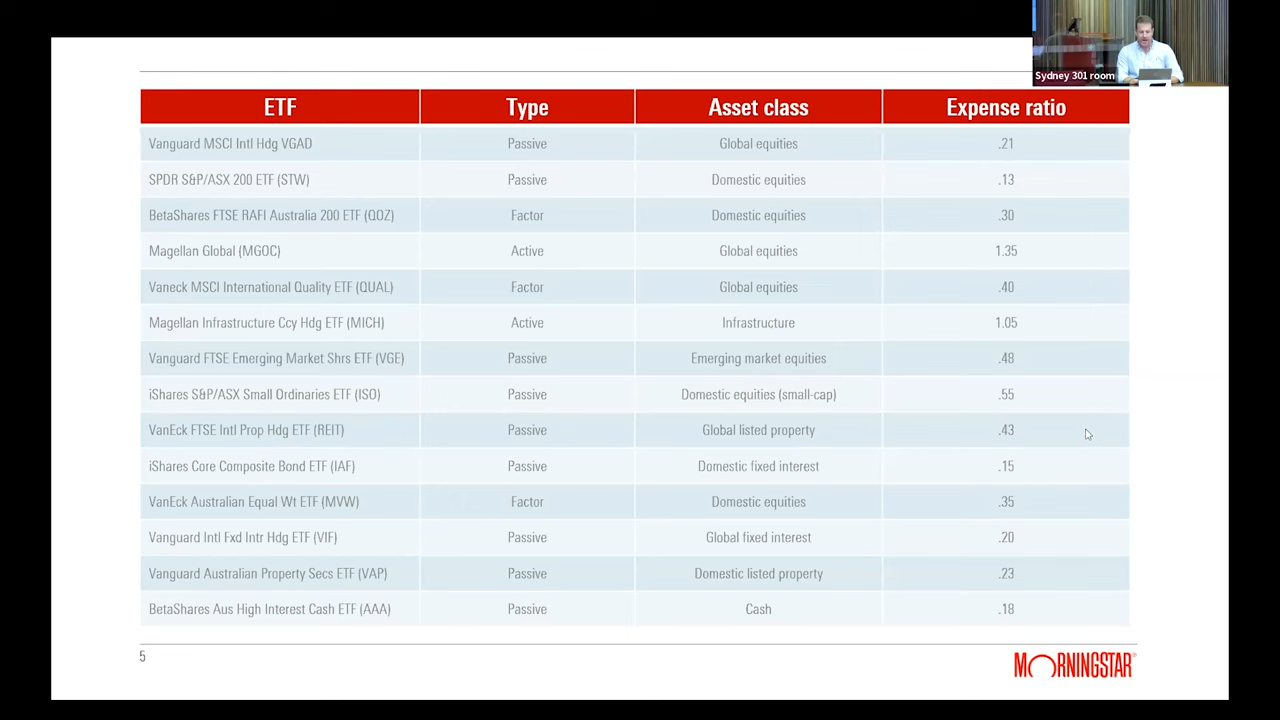 Sydney 301 room
ETF Type Asset class Expense ratio
Vanguard MSCI Intl Hdg VGAD Passive Global equities .21
SPDR S&P/ASX 200 ETF (STW) Passive Domestic equities .13
BetaShares FTSE RAFI Australia 200 ETF (QOZ) Factor Domestic equities .30
Magellan Global (MGOC) Active Global equities 1.35
Vaneck MSCI International Quality ETF (QUAL) Factor Global equities .40
Magellan Infrastructure Ccy Hdg ETF (MICH) Active Infrastructure 1.05
Vanguard FTSE Emerging Market Shrs ETF (VGE) Passive Emerging market equities .48
iShares S&P/ASX Small Ordinaries ETF (ISO) Passive Domestic equities (small-cap) .55
VanEck FTSE Intl Prop Hdg ETF (REIT) Passive Global listed property .43
iShares Core Composite Bond ETF (IAF) Passive Domestic fixed interest .15
VanEck Australian Equal Wt ETF (MVW) Factor Domestic equities .35
Vanguard Intl Fxd Intr Hdg ETF (VIF) Passive Global fixed interest .20
Vanguard Australian Property Secs ETF (VAP) Passive Domestic listed property .23
BetaShares Aus High Interest Cash ETF (AAA) Passive Cash .18
5
MORNINGSTAR®